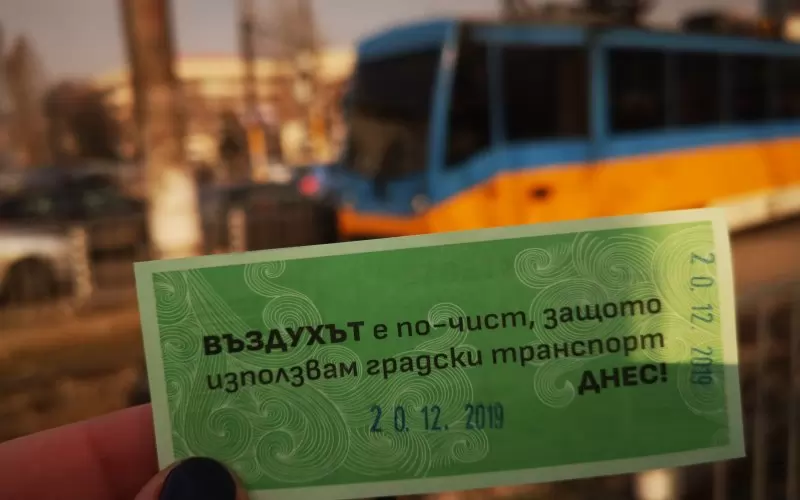 ВЪЗДУХЪТ е по-чист, защото
използвам градски транспорт
ДНЕС!
20.12. 2019
20.12. 2019